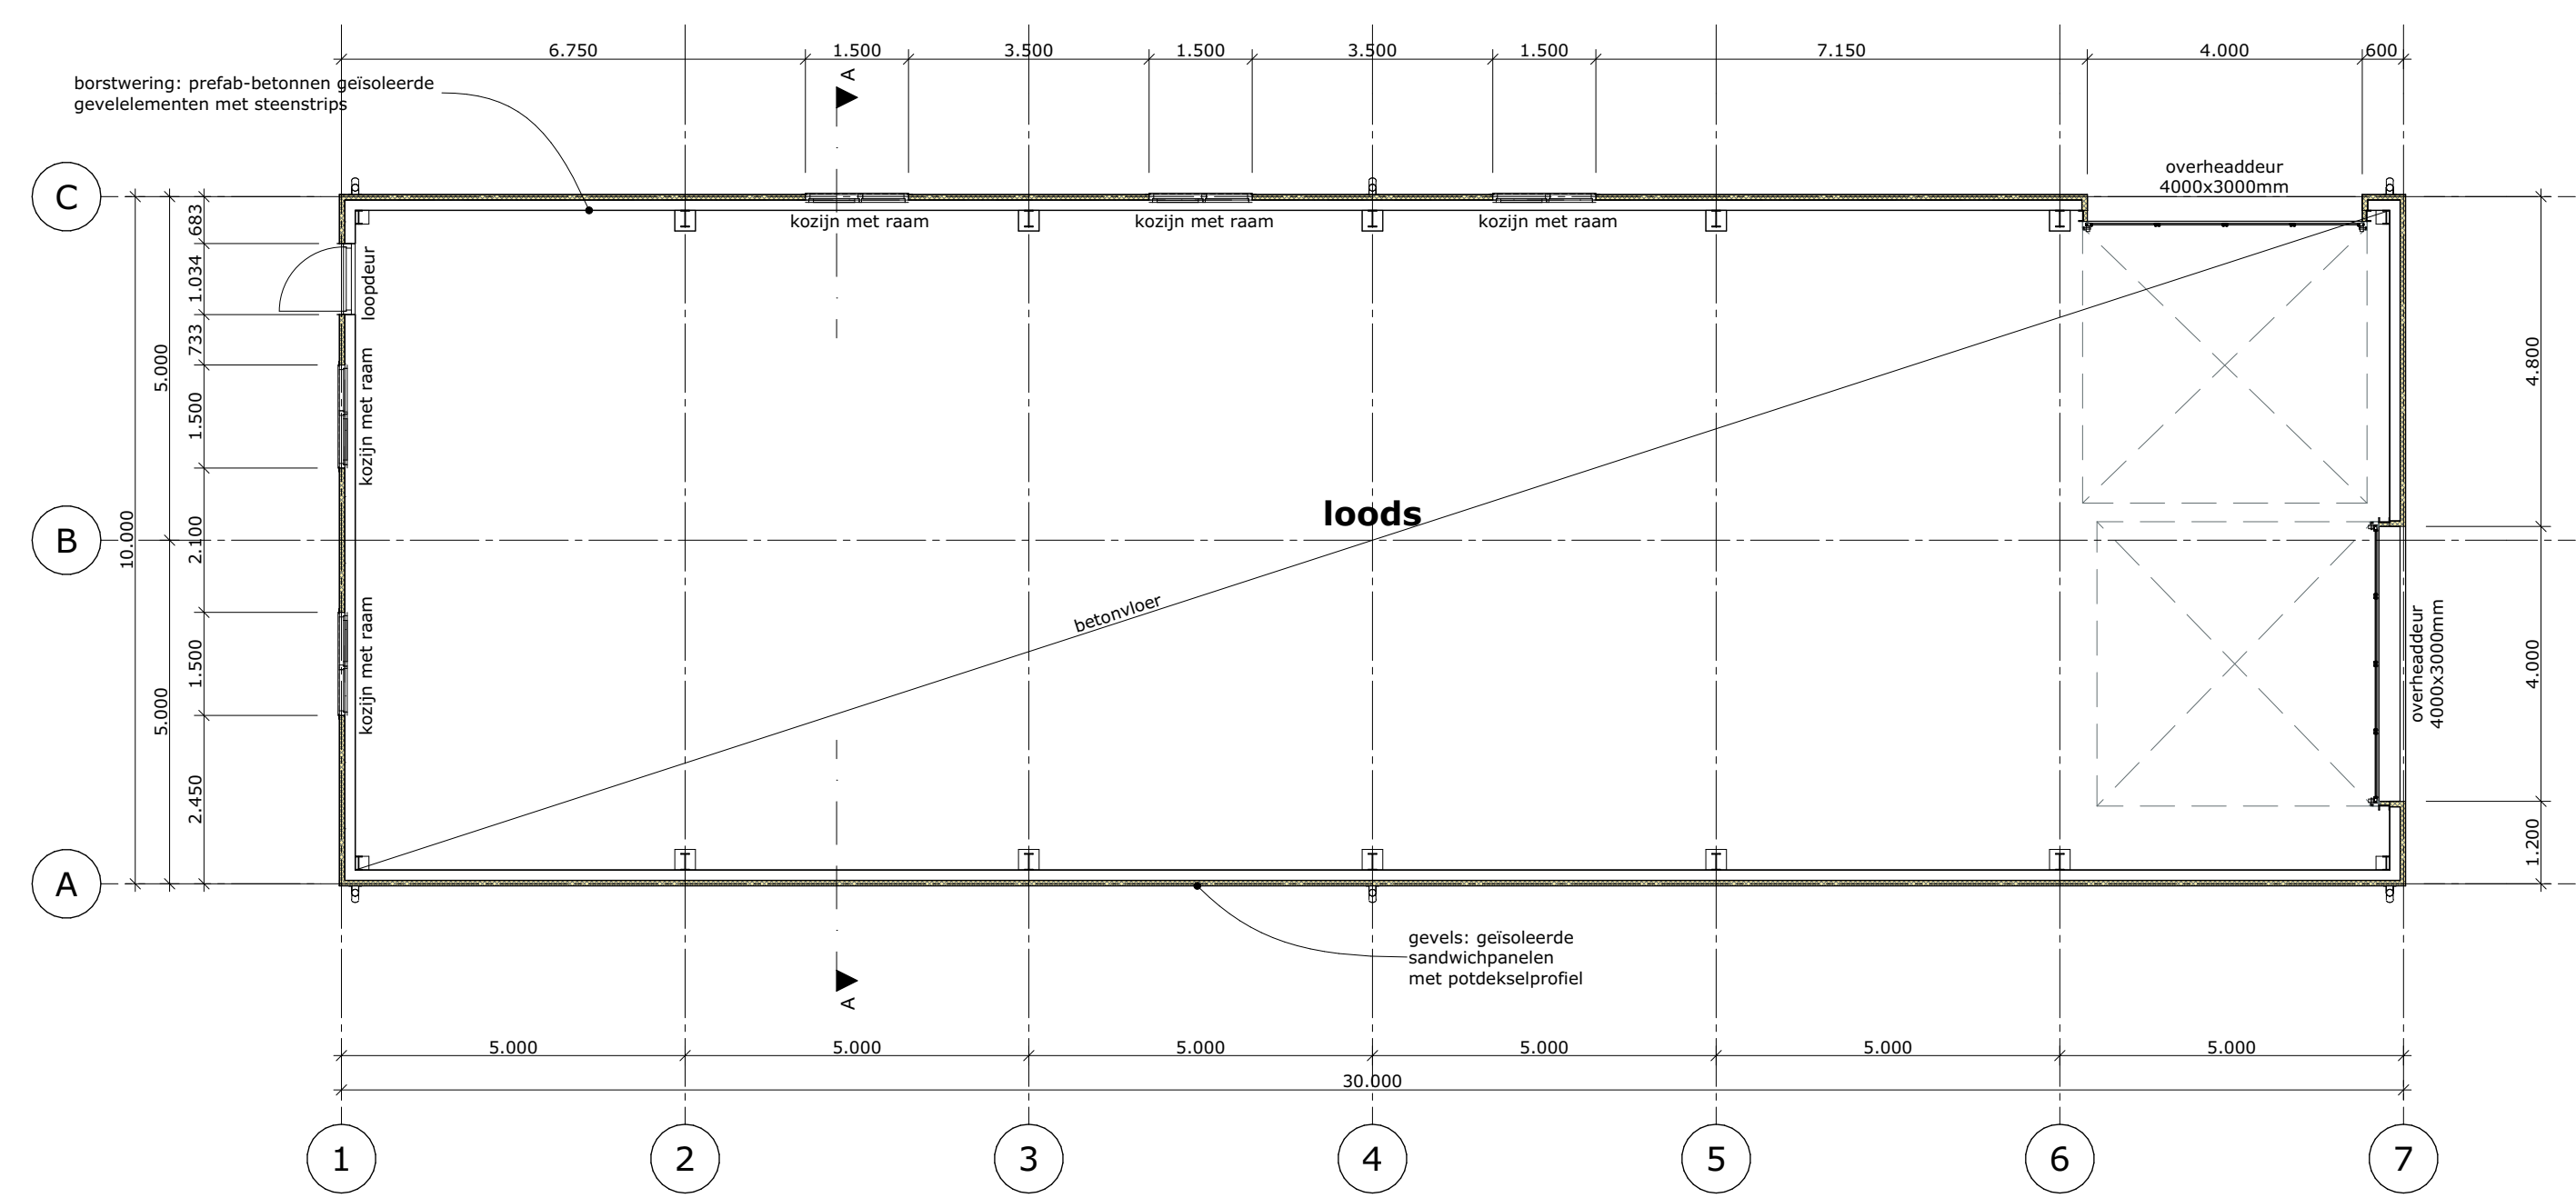 6.750
1.500
3.500
1.500
3.500
1.500
7.150
4.000
600
borstwering: prefab-betonnen geïsoleerde
gevelelementen met steenstrips
A
overheaddeur
4000x3000mm
C
kozijn met raam
kozijn met raam
kozijn met raam
683
1.034
733
1.500
2.100
1.500
2.450
5.000
5.000
10.000
loopdeur
kozijn met raam
kozijn met raam
B
loods
betonvloer
4.800
4.000
1.200
overheaddeur
4000x3000mm
A
gevels: geïsoleerde
sandwichpanelen
met potdekselprofiel
A
5.000
5.000
5.000
5.000
5.000
5.000
30.000
1
2
3
4
5
6
7